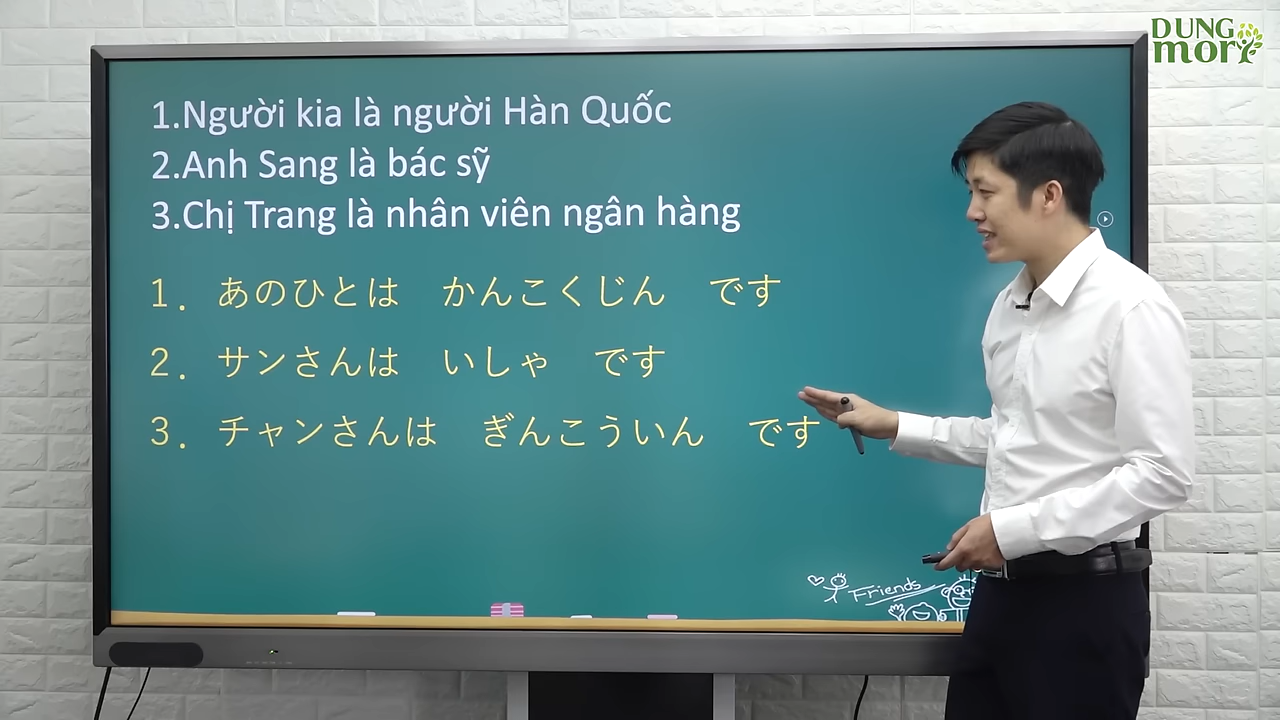 DUNG
mori
1.Người kia là người Hàn Quốc
2.Anh Sang là bác sỹ
3.Chị Trang là nhân viên ngân hàng
1．あのひとは　かんこくじん　です
2．サンさんは　いしゃ　です
3．チャンさんは　ぎんこういん　です
Friends